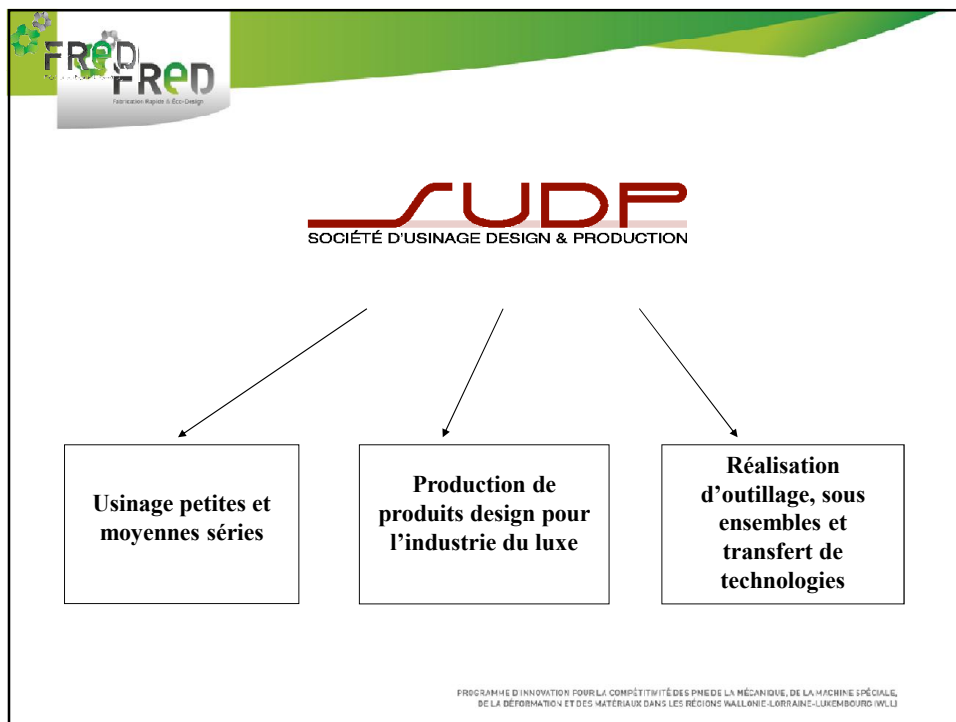 FRED
FRED
Fabrication Rapide & Éco-Design
SUDP
SOCIÉTÉ D'USINAGE DESIGN & PRODUCTION
Usinage petites et
moyennes séries
Production de
produits design pour
l'industrie du luxe
Réalisation
d'outillage, sous
ensembles et
transfert de
technologies
PROGRAMME D'INNOVATION POUR LA COMPÉTITIVITÉ DES PME DE LA MÉCANIQUE, DE LA MACHINE SPÉCIALE,
DE LA DÉFORMATION ET DES MATÉRIAUX DANS LES RÉGIONS WALLONIE-LORRAINE-LUXEMBOURG (WLL)